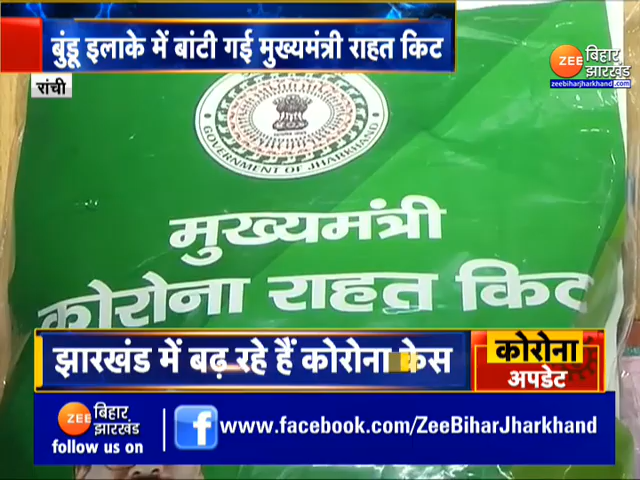 बुंडू इलाके में बांटी गई मुख्यमंत्री राहत किट
रांची
ZEE बिहार झारखंड
zeebiharjharkhand.com
GOVERNMENT OF JHARKHAND
मुख्यमंत्री
कोरोना राहत किट
झारखंड में बढ़ रहे हैं कोरोना केस
कोरोना
अपडेट
ZEE बिहार झारखंड
follow us on
f www.facebook.com/ZeeBiharJharkhand